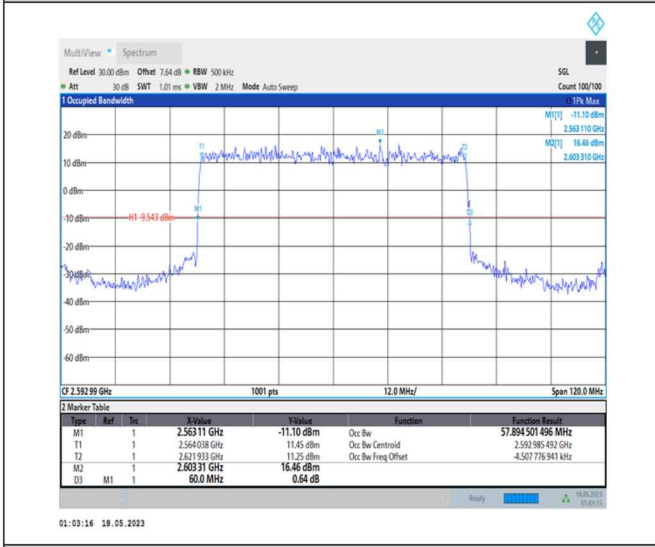 MultiView Spectrum
Ref Level 30.00 dBm Offset 7.64 dB RBW 500 kHz SGL
Att 30 dB SWT 1.01 ms VBW 2 MHz Mode Auto Sweep Count 100/100
1 Occupied Bandwidth 1Pk Max
M1[1] -11.10 dBm
2.563 110 GHz
M2[1] 16.46 dBm
2.603 310 GHz
20 dBm
M2
T1 T2
10 dBm
0 dBm
M1
D3
-10 dBm H1 -9.543 dBm
-20 dBm
-30 dBm
-40 dBm
-50 dBm
-60 dBm
CF 2.592 99 GHz 1001 pts 12.0 MHz/ Span 120.0 MHz
2 Marker Table
Type Ref Trc X-Value Y-Value Function Function Result
M1 1 2.563 11 GHz -11.10 dBm Occ Bw 57.894 501 496 MHz
T1 1 2.564 038 GHz 11.45 dBm Occ Bw Centroid 2.592 985 492 GHz
T2 1 2.621 933 GHz 11.25 dBm Occ Bw Freq Offset -4.507 776 941 kHz
M2 1 2.603 31 GHz 16.46 dBm
D3 M1 1 60.0 MHz 0.64 dB
Ready 18.05.2023
01:03:16
01:03:16 18.05.2023